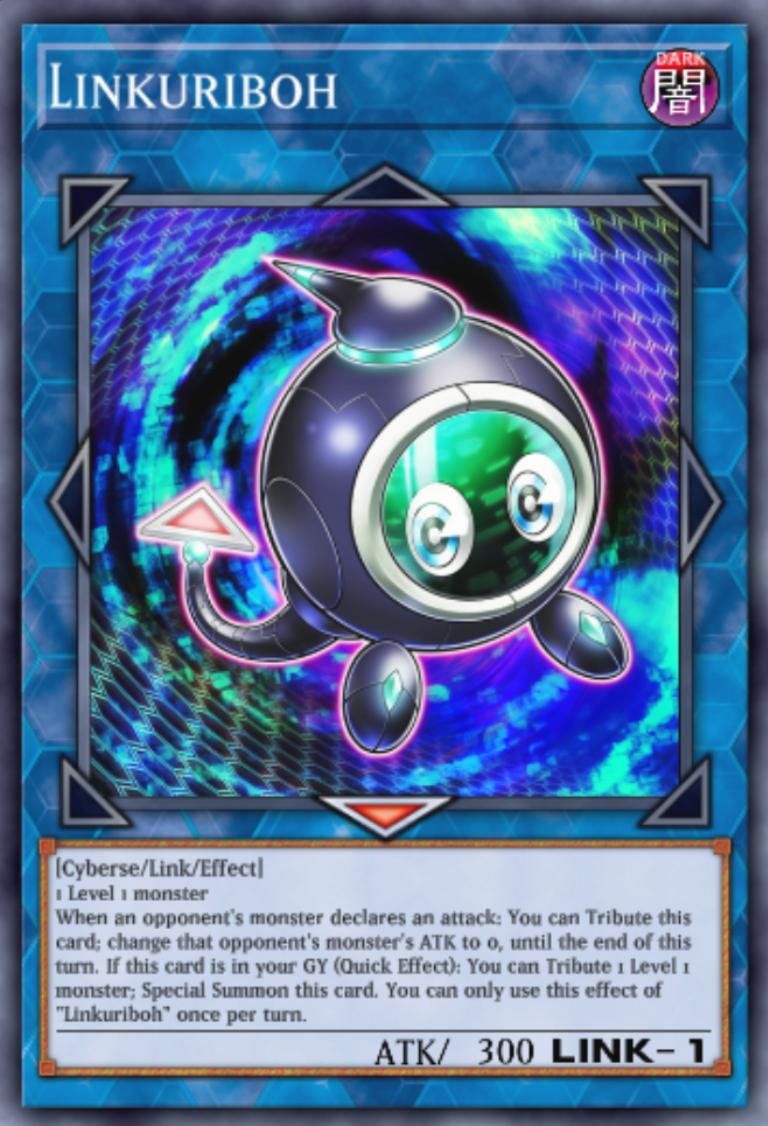 LINKURIBOH
DARK
闇
[Cyberse/Link/Effect]
1 Level 1 monster
When an opponent's monster declares an attack: You can Tribute this
card; change that opponent's monster's ATK to 0, until the end of this
turn. If this card is in your GY (Quick Effect): You can Tribute 1 Level 1
monster; Special Summon this card. You can only use this effect of
"Linkuriboh" once per turn.
ATK/ 300 LINK-1